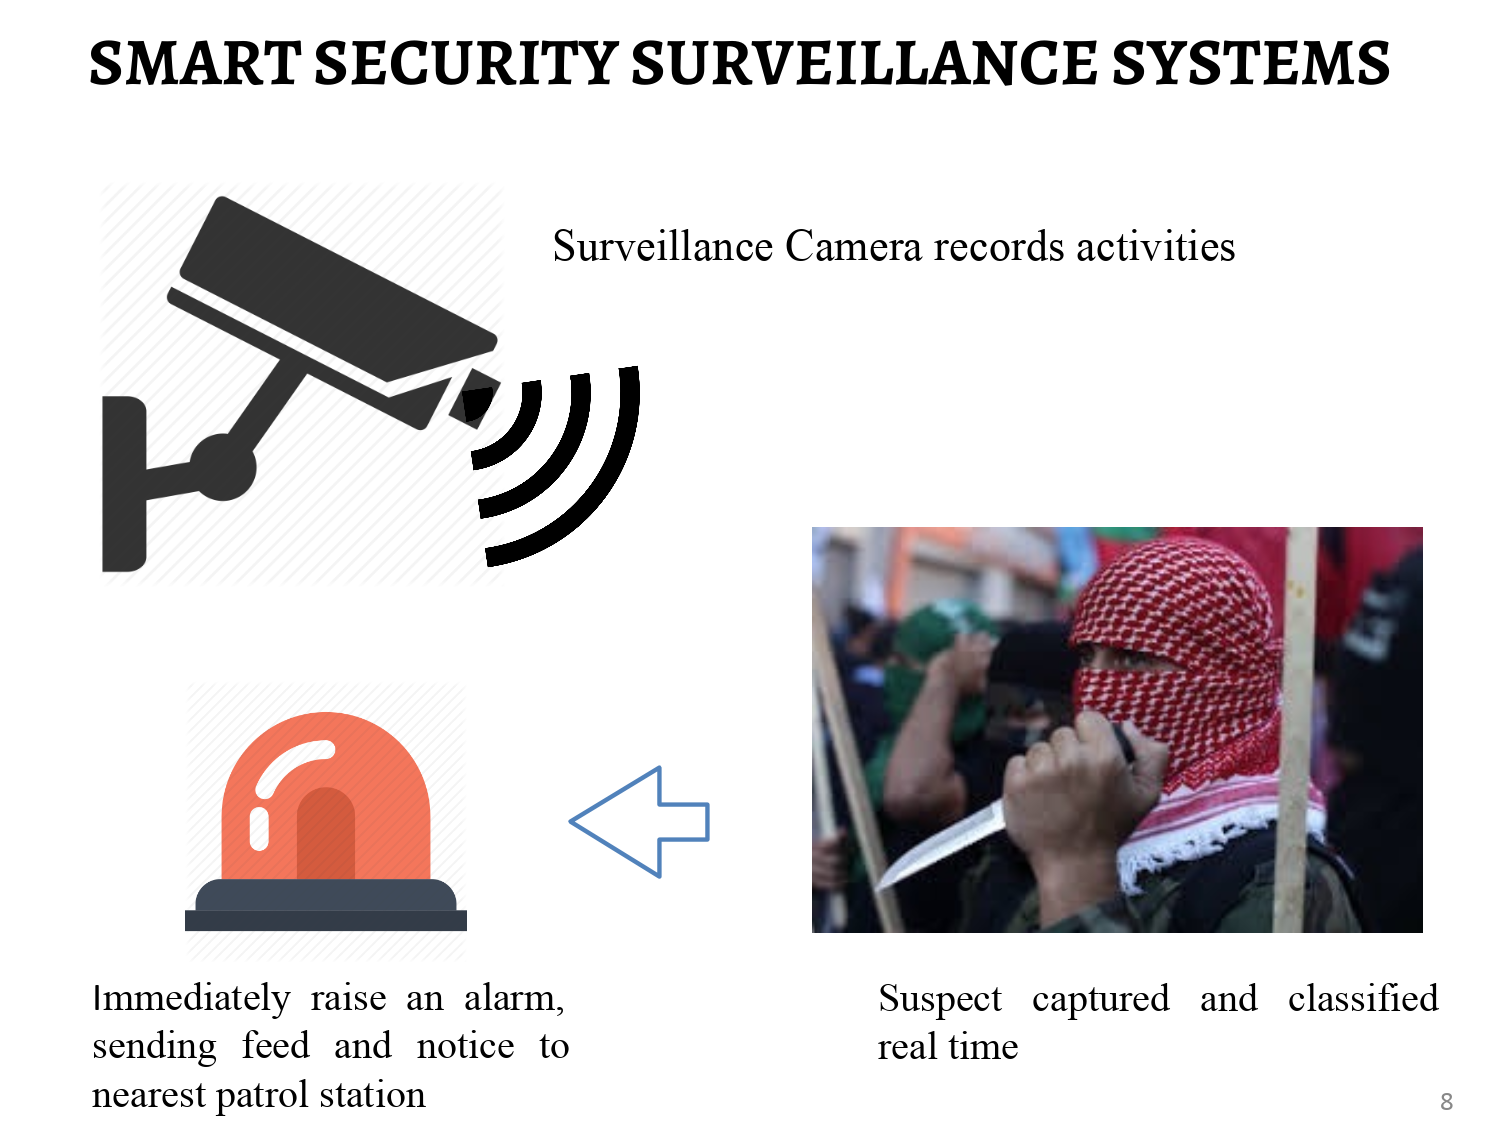 SMART SECURITY SURVEILLANCE SYSTEMS
Surveillance Camera records activities
Immediately raise an alarm,
sending feed and notice to
nearest patrol station
Suspect captured and classified
real time
8